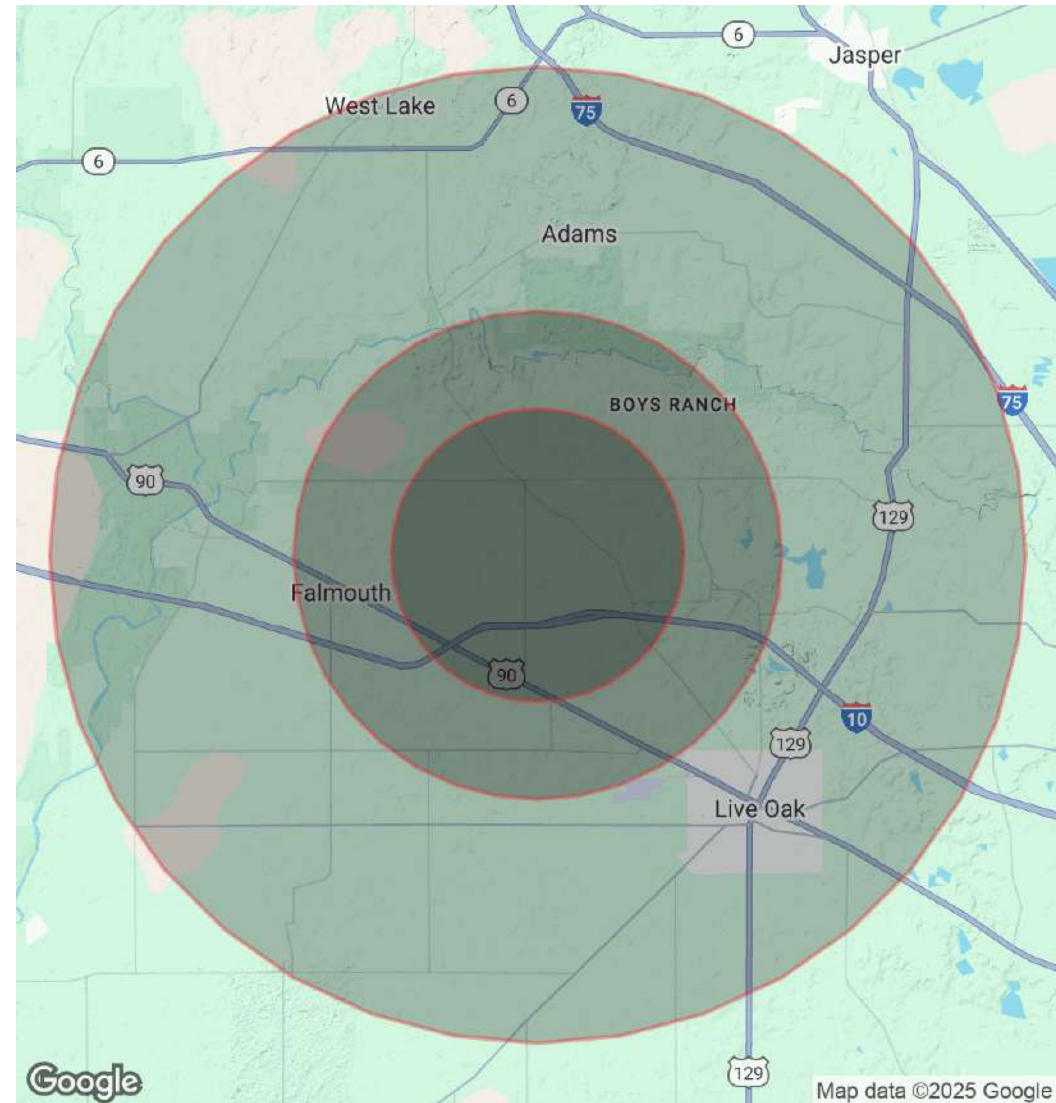 6
Jasper
West Lake
6
75
6
Adams
BOYS RANCH
75
90
129
Falmouth
90
10
129
Live Oak
129
Google
Map data ©2025 Google